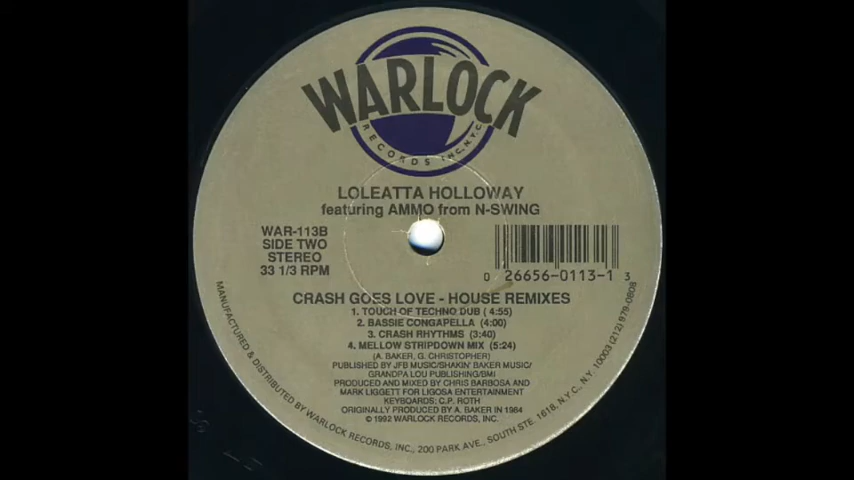 WARLOCK
RECORDS INC. N.Y.C.
LOLEATTA HOLLOWAY
featuring AMMO from N-SWING
WAR-113B
SIDE TWO
STEREO
33 1/3 RPM
0 26656-0113-1 3
CRASH GOES LOVE - HOUSE REMIXES
1. TOUCH OF TECHNO DUB ( 4:55)
2. BASSIE CONGAPELLA (4:00)
3. CRASH RHYTHMS (3:40)
4. MELLOW STRIPDOWN MIX (5:24)
(A. BAKER, G. CHRISTOPHER)
PUBLISHED BY JFB MUSIC/SHAKIN' BAKER MUSIC/
GRANDPA LOU PUBLISHING/BMI
PRODUCED AND MIXED BY CHRIS BARBOSA AND
MARK LIGGETT FOR LIGOSA ENTERTAINMENT
KEYBOARDS: C.P. ROTH
ORIGINALLY PRODUCED BY A. BAKER IN 1984
© 1992 WARLOCK RECORDS, INC.
MANUFACTURED & DISTRIBUTED BY WARLOCK RECORDS, INC., 200 PARK AVE., SOUTH STE. 1618, N.Y.C., N.Y. 10003 (212) 979-0808